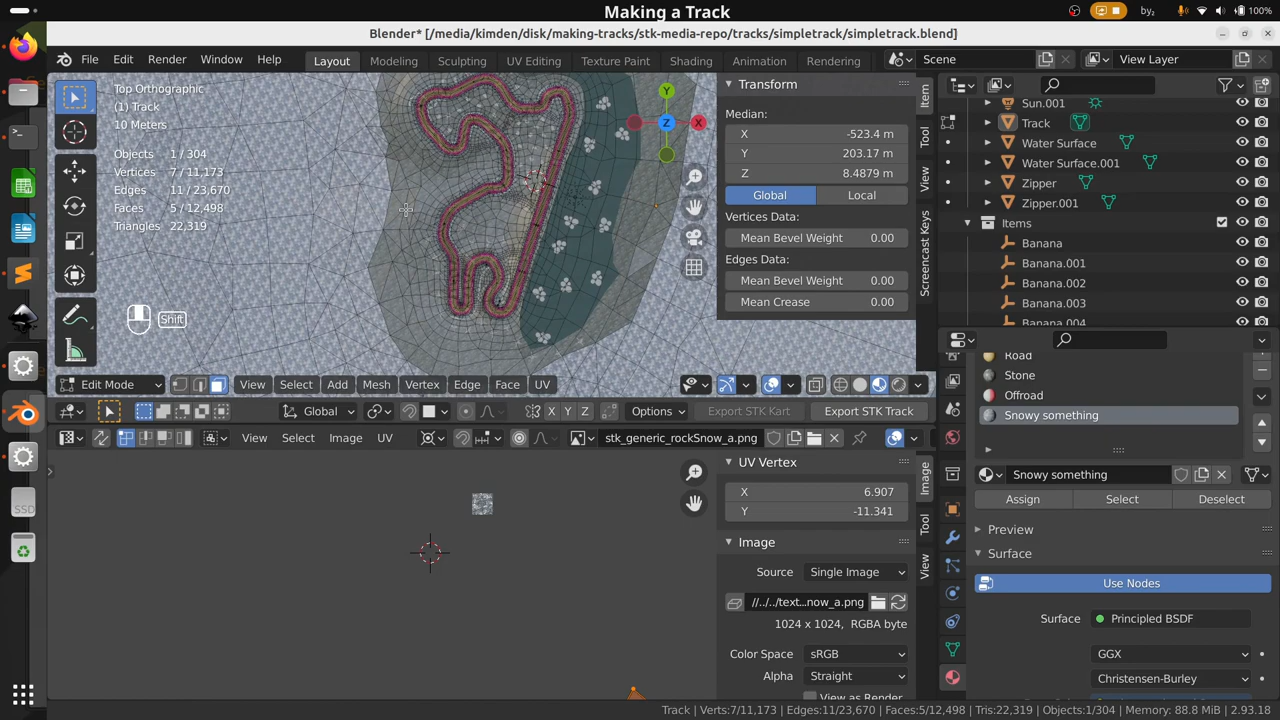 Making a Track
by₂
100%
Blender* [/media/kimden/disk/making-tracks/stk-media-repo/tracks/simpletrack/simpletrack.blend]
File Edit Render Window Help Layout Modeling Sculpting UV Editing Texture Paint Shading Animation Rendering Scene View Layer
Top Orthographic
(1) Track
10 Meters
Objects 1/304
Vertices 7/11,173
Edges 11/23,670
Faces 5/12,498
Triangles 22,319
Shift
Y
Z
X
Transform
Median:
X -523.4 m
Y 203.17 m
Z 8.4879 m
Global Local
Vertices Data:
Mean Bevel Weight 0.00
Edges Data:
Mean Bevel Weight 0.00
Mean Crease 0.00
Item
Tool
View
Screencast Keys
Sun.001
Track
Water Surface
Water Surface.001
Zipper
Zipper.001
Items
Banana
Banana.001
Banana.002
Banana.003
Banana.004
Edit Mode View Select Add Mesh Vertex Edge Face UV
Global X Y Z Options Export STK Kart Export STK Track
View Select Image UV stk_generic_rockSnow_a.png
UV Vertex
X 6.907
Y -11.341
Image
Source Single Image
//../../text...now_a.png
1024 x 1024, RGBA byte
Color Space sRGB
Alpha Straight
View as Render
Image
Tool
View
Road
Stone
Offroad
Snowy something
Snowy something
Assign Select Deselect
Preview
Surface
Use Nodes
Surface Principled BSDF
GGX
Christensen-Burley
SSD
Track | Verts:7/11,173 | Edges:11/23,670 | Faces:5/12,498 | Tris:22,319 | Objects:1/304 | Memory: 88.8 MiB | 2.93.18